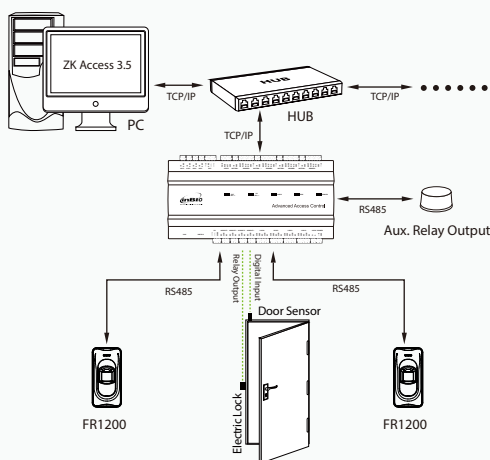 ZK Access 3.5
PC
TCP/IP
HUB
HUB
TCP/IP
TCP/IP
Advanced Access Control
RS485
Aux. Relay Output
RS485
Relay Output
Digital Input
RS485
Door Sensor
Electric Lock
FR1200
FR1200